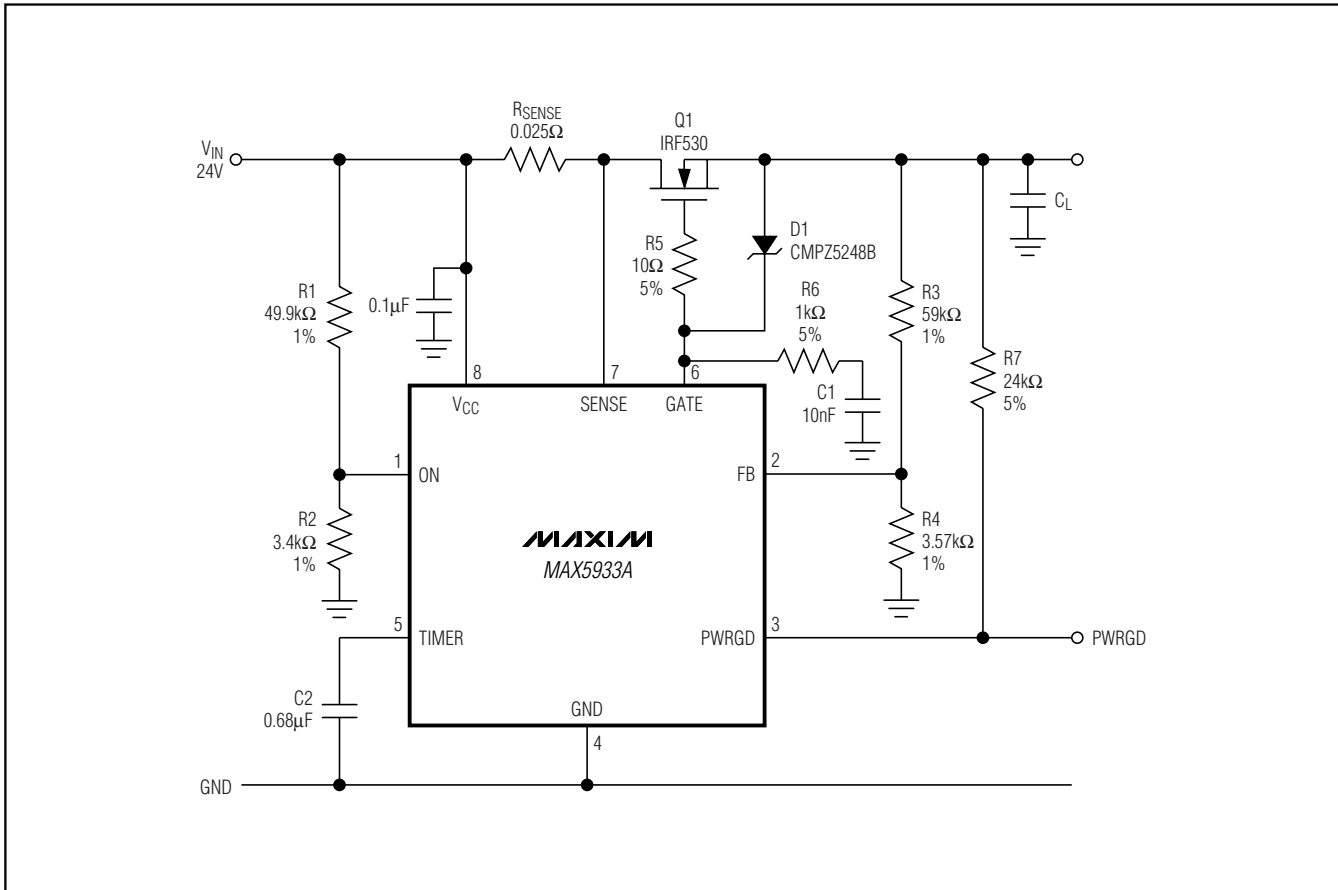 RSENSE
0.025Ω
Q1
IRF530
VIN
24V
CL
D1
CMPZ5248B
R5
10Ω
5%
R6
1kΩ
5%
R1
49.9kΩ
1%
0.1μF
R3
59kΩ
1%
R7
24kΩ
5%
C1
10nF
8
7
6
VCC
SENSE
GATE
1
ON
2
FB
R2
3.4kΩ
1%
MAXIM
MAX5933A
R4
3.57kΩ
1%
5
TIMER
3
PWRGD
PWRGD
C2
0.68μF
GND
4
GND